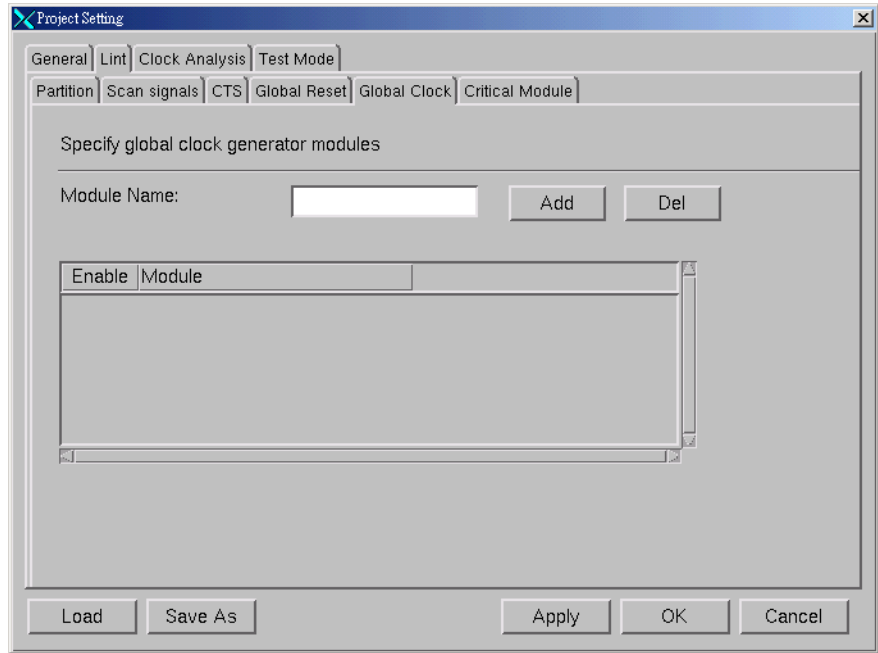 Project Setting
General Lint Clock Analysis Test Mode
Partition Scan signals CTS Global Reset Global Clock Critical Module
Specify global clock generator modules
Module Name: Add Del
Enable Module
Load Save As Apply OK Cancel